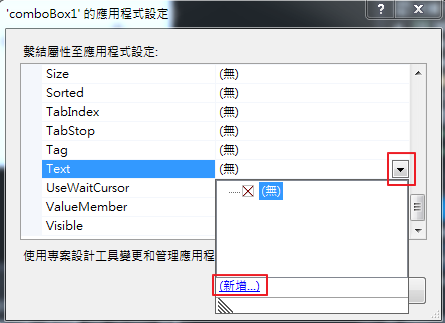 'comboBox1' 的應用程式設定
繫結屬性至應用程式設定:
Size (無)
Sorted (無)
TabIndex (無)
TabStop (無)
Tag (無)
Text (無)
(無)
UseWaitCursor
ValueMember
Visible
使用專案設計工具變更和管理應用程
(新增...)